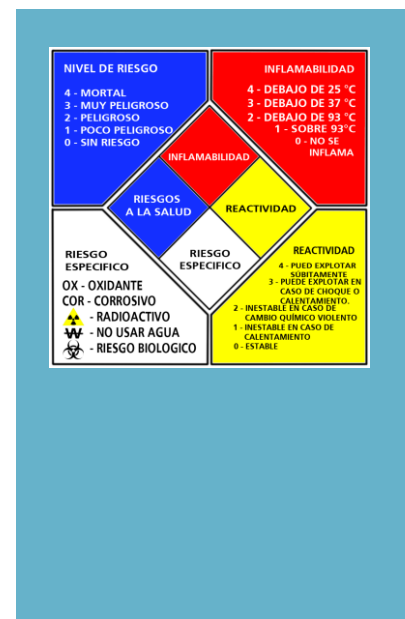 NIVEL DE RIESGO
4 - MORTAL
3 - MUY PELIGROSO
2 - PELIGROSO
1 - POCO PELIGROSO
0 - SIN RIESGO
INFLAMABILIDAD
4 - DEBAJO DE 25 °C
3 - DEBAJO DE 37 °C
2 - DEBAJO DE 93 °C
1 - SOBRE 93°C
0 - NO SE
INFLAMA
INFLAMABILIDAD
RIESGOS
A LA SALUD
REACTIVIDAD
RIESGO
ESPECIFICO
RIESGO
ESPECIFICO
OX - OXIDANTE
COR - CORROSIVO
- RADIOACTIVO
W - NO USAR AGUA
- RIESGO BIOLOGICO
REACTIVIDAD
4 - PUED EXPLOTAR
SÚBITAMENTE
3 - PUEDE EXPLOTAR EN
CASO DE CHOQUE O
CALENTAMIENTO.
2 - INESTABLE EN CASO DE
CAMBIO QUÍMICO VIOLENTO
1 - INESTABLE EN CASO DE
CALENTAMIENTO
0 - ESTABLE